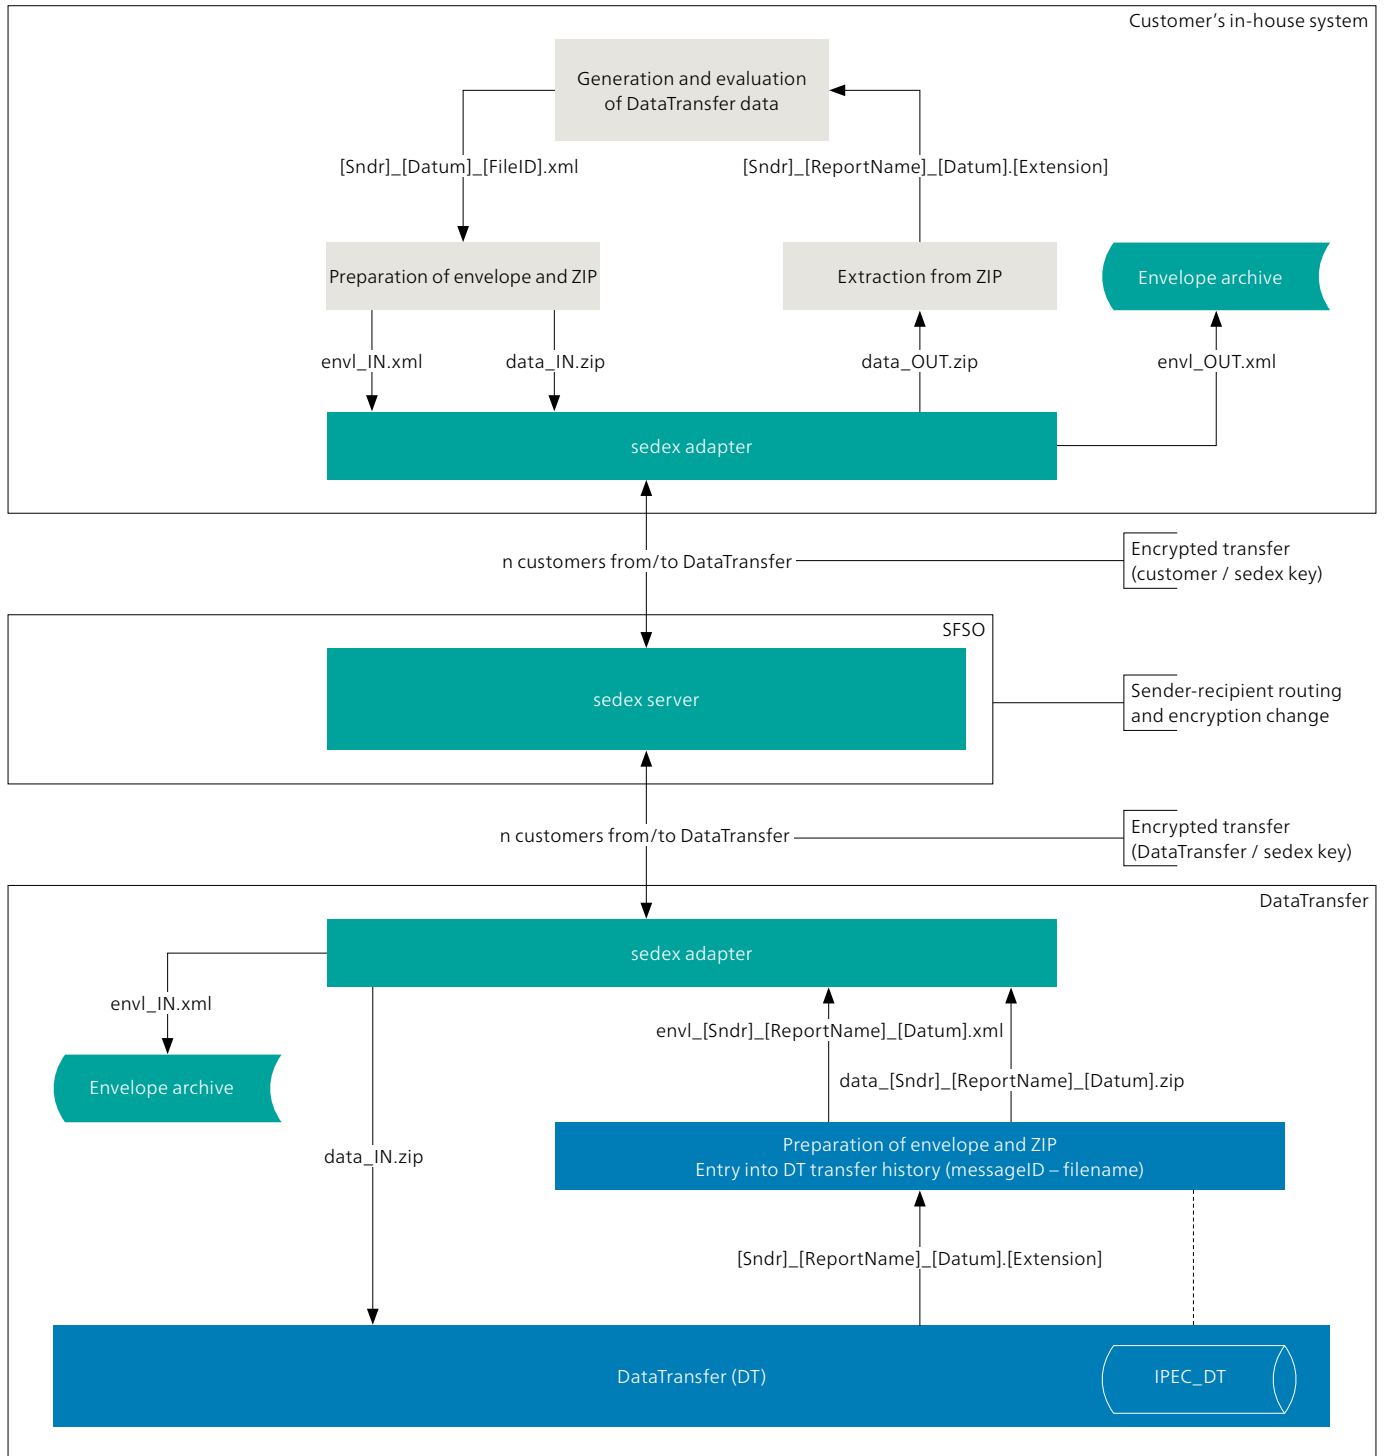 Customer’s in-house system
Generation and evaluation
of DataTransfer data
[Sndr]_[Datum]_[FileID].xml
[Sndr]_[ReportName]_[Datum].[Extension]
Preparation of envelope and ZIP
Extraction from ZIP
Envelope archive
envl_IN.xml
data_IN.zip
data_OUT.zip
envl_OUT.xml
sedex adapter
n customers from/to DataTransfer
Encrypted transfer
(customer / sedex key)
SFSO
sedex server
Sender-recipient routing
and encryption change
n customers from/to DataTransfer
Encrypted transfer
(DataTransfer / sedex key)
DataTransfer
sedex adapter
envl_IN.xml
envl_[Sndr]_[ReportName]_[Datum].xml
data_[Sndr]_[ReportName]_[Datum].zip
Envelope archive
data_IN.zip
Preparation of envelope and ZIP
Entry into DT transfer history (messageID – filename)
[Sndr]_[ReportName]_[Datum].[Extension]
DataTransfer (DT)
IPEC_DT